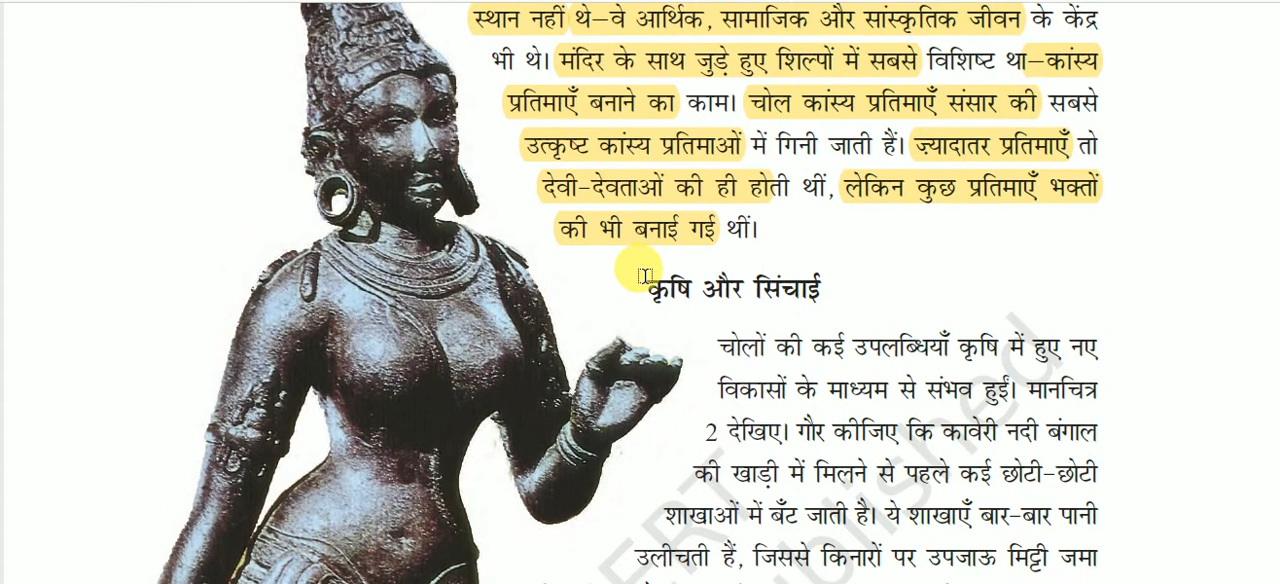 स्थान नहीं थे–वे आर्थिक, सामाजिक और सांस्कृतिक जीवन के केंद्र
भी थे। मंदिर के साथ जुड़े हुए शिल्पों में सबसे विशिष्ट था–कांस्य
प्रतिमाएँ बनाने का काम। चोल कांस्य प्रतिमाएँ संसार की सबसे
उत्कृष्ट कांस्य प्रतिमाओं में गिनी जाती हैं। ज़्यादातर प्रतिमाएँ तो
देवी-देवताओं की ही होती थीं, लेकिन कुछ प्रतिमाएँ भक्तों
की भी बनाई गई थीं।
कृषि और सिंचाई
चोलों की कई उपलब्धियाँ कृषि में हुए नए
विकासों के माध्यम से संभव हुईं। मानचित्र
2 देखिए। गौर कीजिए कि कावेरी नदी बंगाल
की खाड़ी में मिलने से पहले कई छोटी-छोटी
शाखाओं में बँट जाती है। ये शाखाएँ बार-बार पानी
उलीचती हैं, जिससे किनारों पर उपजाऊ मिट्टी जमा